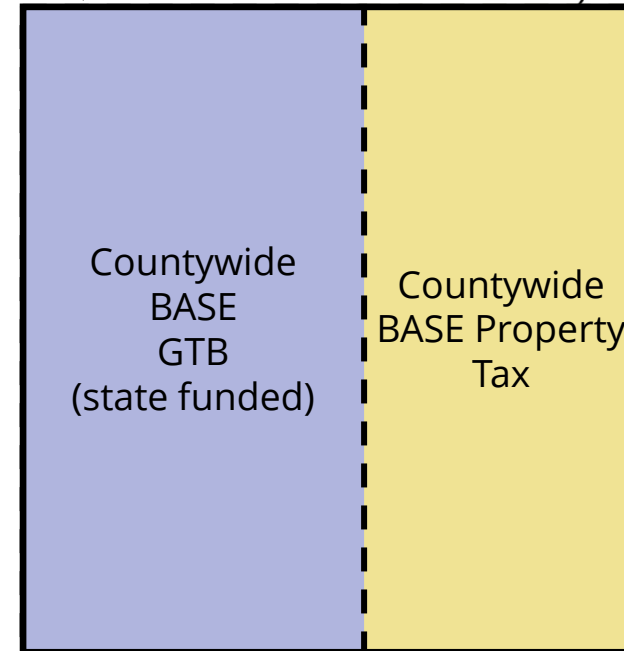 Countywide
BASE
GTB
(state funded)
Countywide
BASE Property
Tax